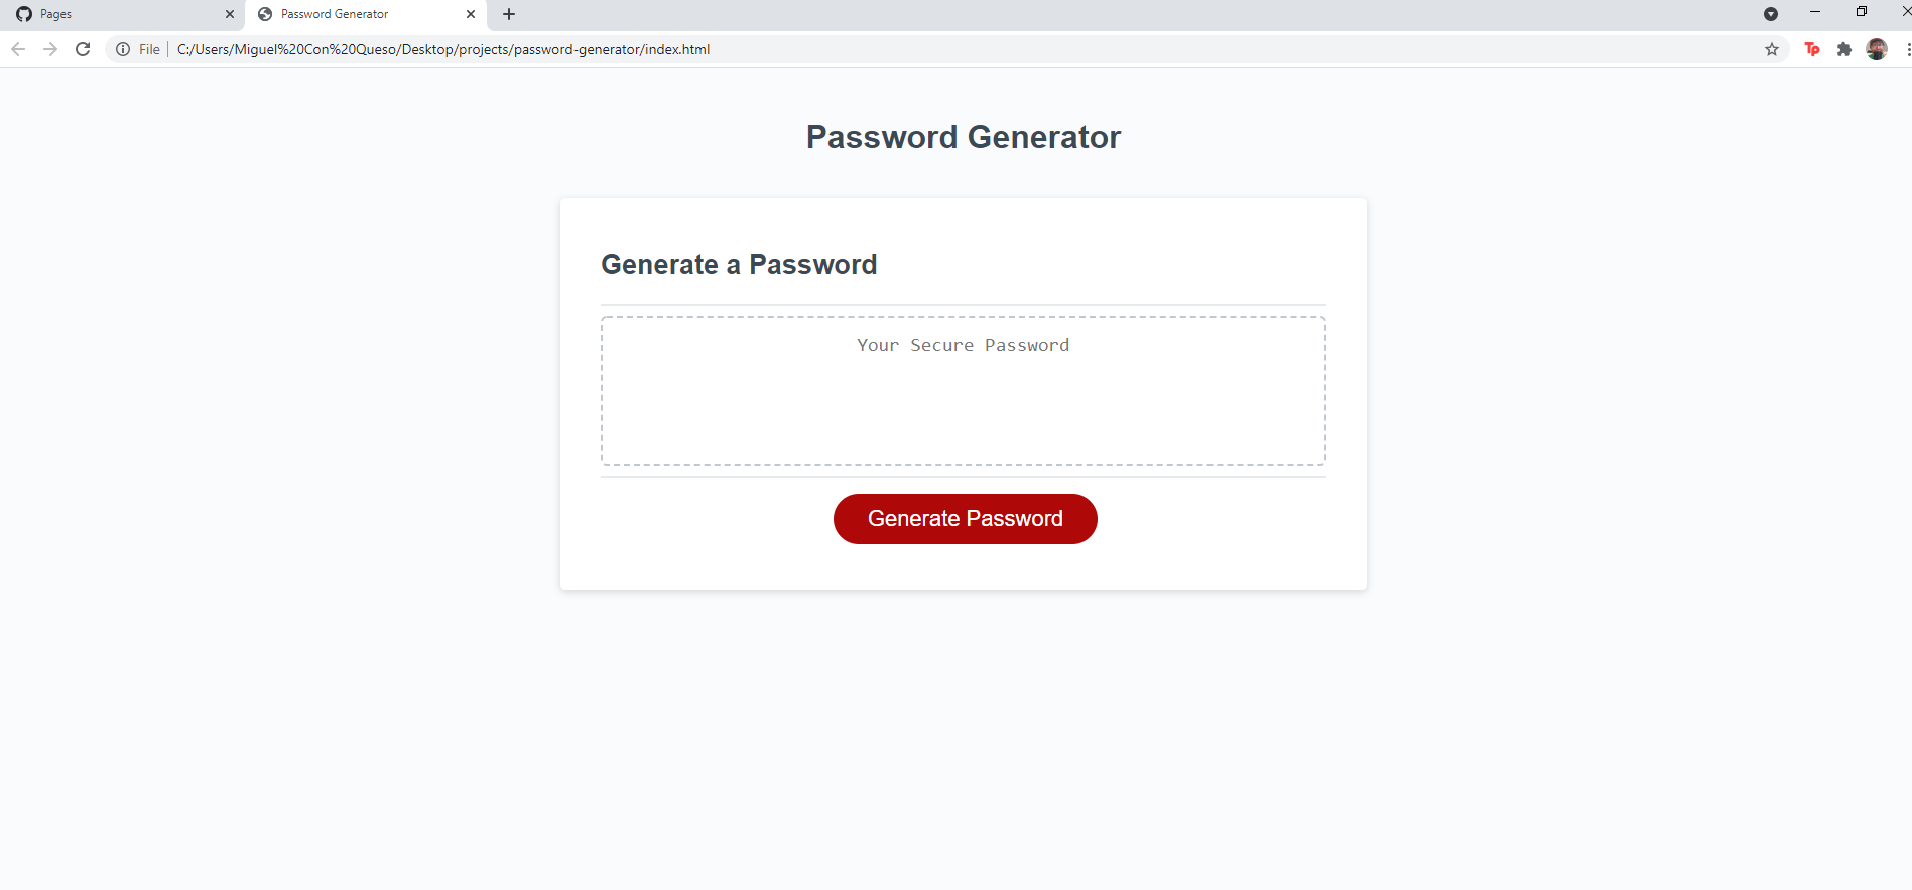 Pages
Password Generator
File
C:/Users/Miguel%20Con%20Queso/Desktop/projects/password-generator/index.html
Tp
Password Generator
Generate a Password
Your Secure Password
Generate Password